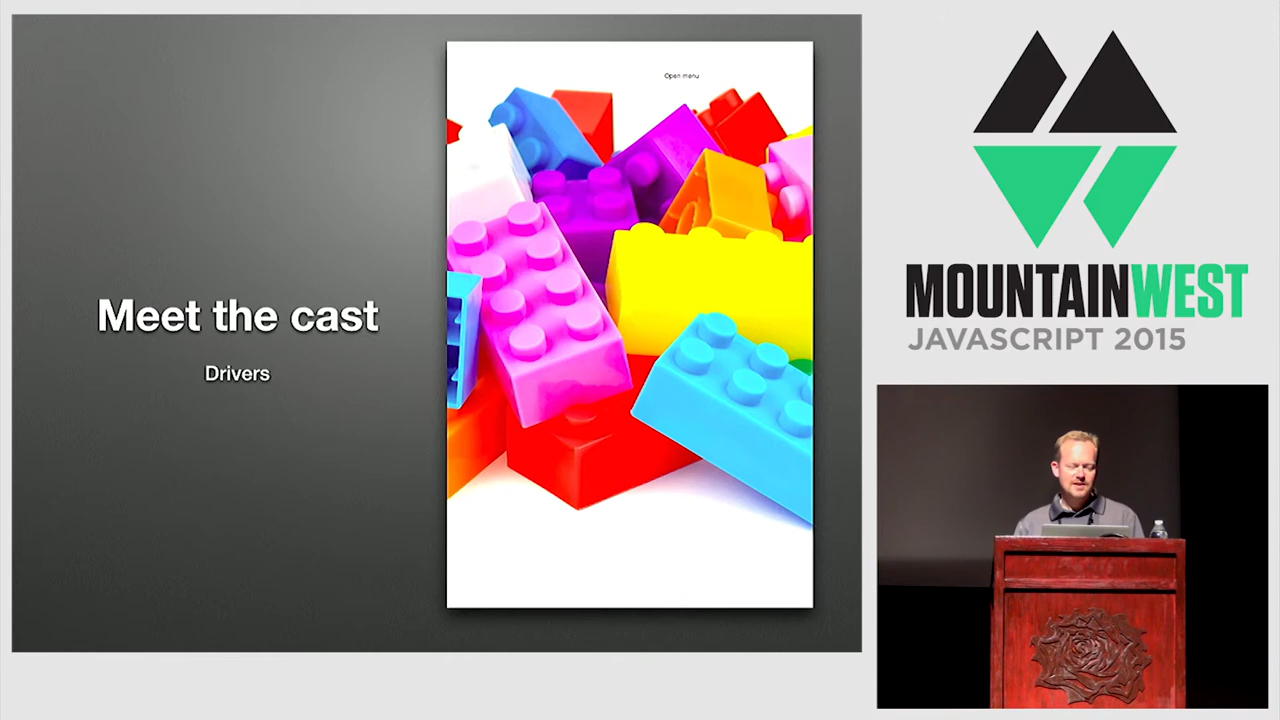 Meet the cast
Drivers
Open menu
MOUNTAINWEST
JAVASCRIPT 2015